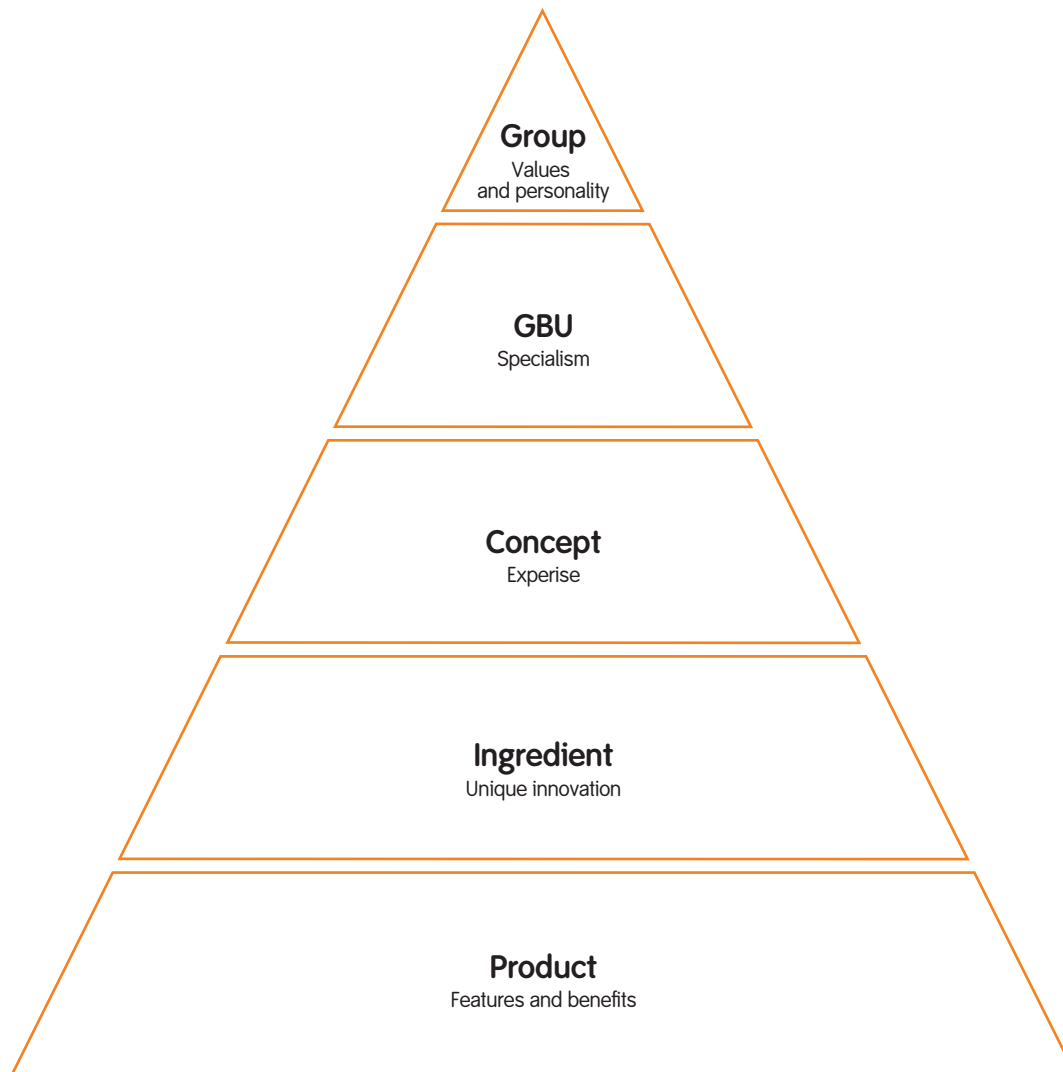 Group
Values
and personality
GBU
Specialism
Concept
Experise
Ingredient
Unique innovation
Product
Features and benefits